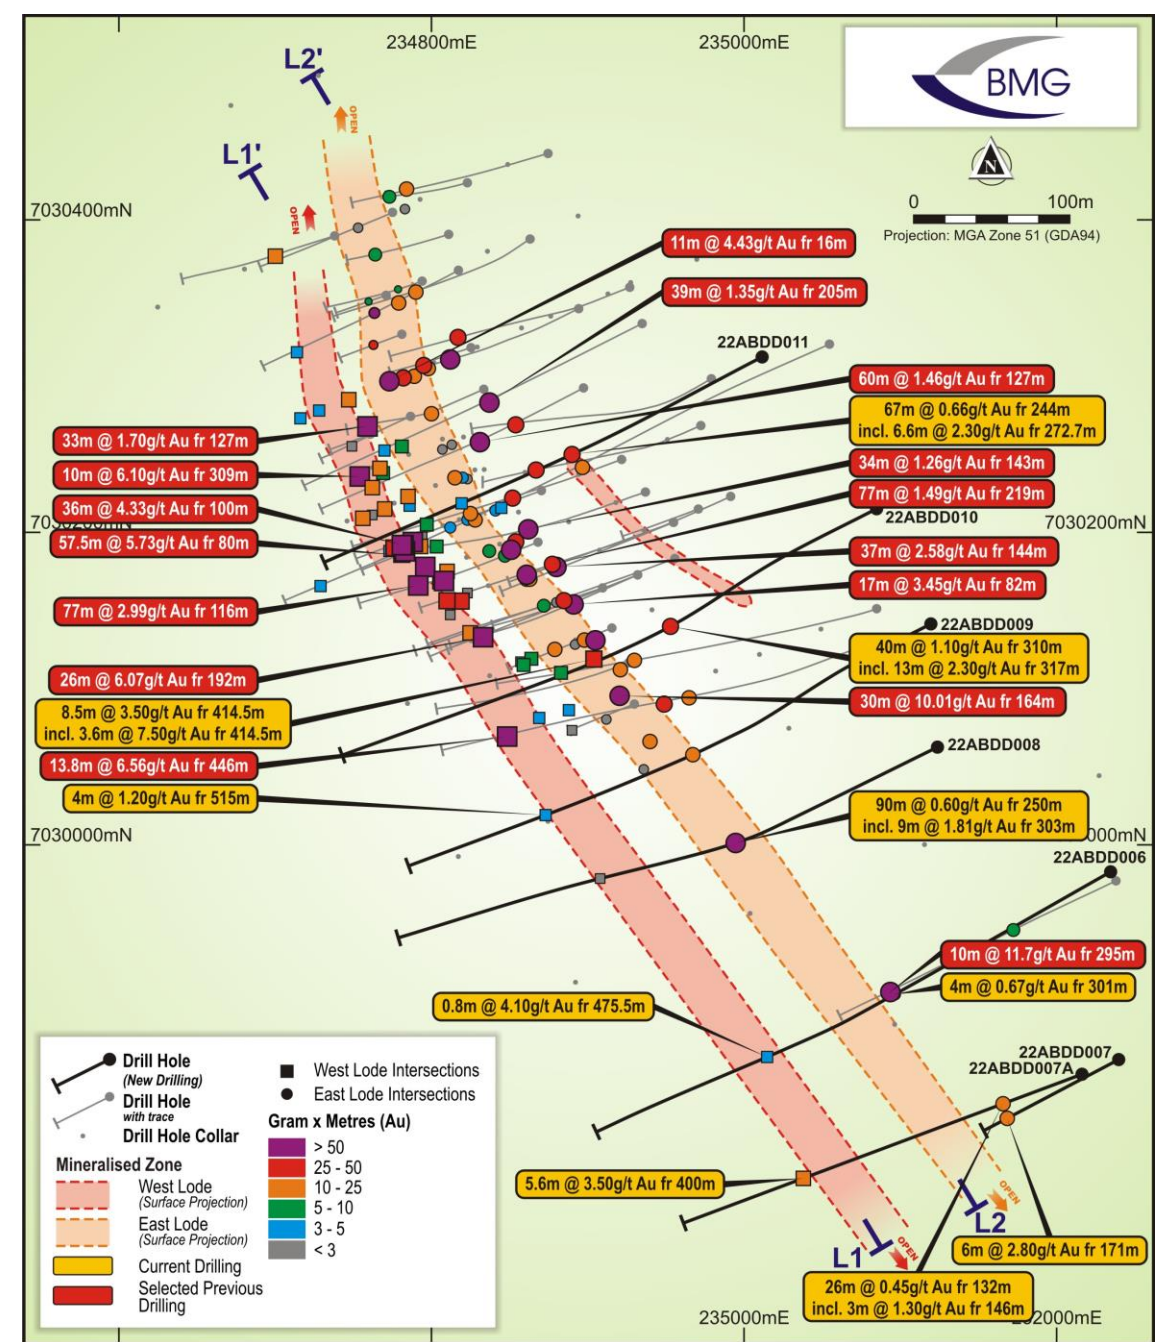 234800mE
235000mE
BMG
L2'
OPEN
L1'
OPEN
N
0 100m
Projection: MGA Zone 51 (GDA94)
7030400mN
11m @ 4.43g/t Au fr 16m
39m @ 1.35g/t Au fr 205m
22ABDD011
60m @ 1.46g/t Au fr 127m
67m @ 0.66g/t Au fr 244m
incl. 6.6m @ 2.30g/t Au fr 272.7m
33m @ 1.70g/t Au fr 127m
34m @ 1.26g/t Au fr 143m
10m @ 6.10g/t Au fr 309m
77m @ 1.49g/t Au fr 219m
36m @ 4.33g/t Au fr 100m
22ABDD010
7030200mN
7030200mN
57.5m @ 5.73g/t Au fr 80m
37m @ 2.58g/t Au fr 144m
17m @ 3.45g/t Au fr 82m
77m @ 2.99g/t Au fr 116m
22ABDD009
40m @ 1.10g/t Au fr 310m
incl. 13m @ 2.30g/t Au fr 317m
26m @ 6.07g/t Au fr 192m
30m @ 10.01g/t Au fr 164m
8.5m @ 3.50g/t Au fr 414.5m
incl. 3.6m @ 7.50g/t Au fr 414.5m
22ABDD008
13.8m @ 6.56g/t Au fr 446m
4m @ 1.20g/t Au fr 515m
90m @ 0.60g/t Au fr 250m
incl. 9m @ 1.81g/t Au fr 303m
7030000mN
000mN
22ABDD006
10m @ 11.7g/t Au fr 295m
4m @ 0.67g/t Au fr 301m
0.8m @ 4.10g/t Au fr 475.5m
22ABDD007
22ABDD007A
5.6m @ 3.50g/t Au fr 400m
OPEN
L2
6m @ 2.80g/t Au fr 171m
OPEN
L1
26m @ 0.45g/t Au fr 132m
incl. 3m @ 1.30g/t Au fr 146m
235000mE
2000mE
Drill Hole
(New Drilling)
Drill Hole
with trace
Drill Hole Collar
Mineralised Zone
West Lode
(Surface Projection)
East Lode
(Surface Projection)
Current Drilling
Selected Previous
Drilling
West Lode Intersections
East Lode Intersections
Gram x Metres (Au)
> 50
25 - 50
10 - 25
5 - 10
3 - 5
< 3